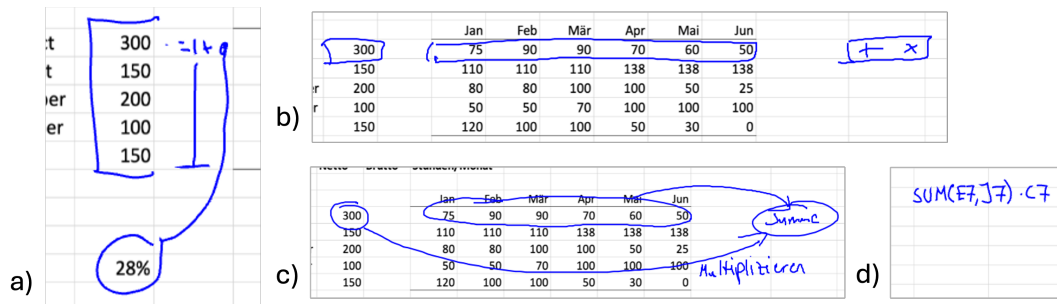 :t 300 =1+
t 150
er 200
er 100
150
28%
a)
Jan Feb Mär Apr Mai Jun
300 75 90 90 70 60 50 + x
150 110 110 110 138 138 138
r 200 80 80 100 100 50 25
r 100 50 50 70 100 100 100
150 120 100 100 50 30 0
b)
Netto Brutto Stunden/Monat
Jan Feb Mär Apr Mai Jun
300 75 90 90 70 60 50 Summe
150 110 110 110 138 138 138
200 80 80 100 100 50 25
100 50 50 70 100 100 100 Multiplizieren
150 120 100 100 50 30 0
c)
SUM(E7,J7) · C7
d)